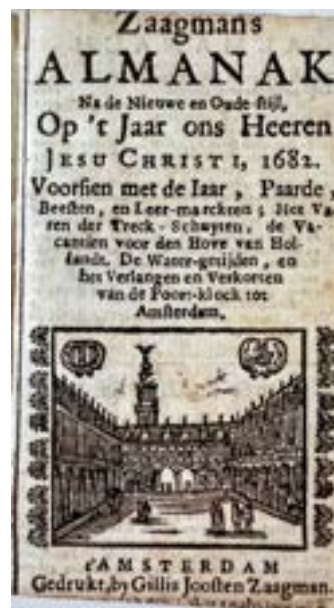 Zaagmans
ALMANAK
Na de Nieuwe en Oude-stijl,
Op 't Jaar ons Heeren
JESU CHRISTI, 1682.
Voorsien met de Iaar, Paarde,
Beesten, en Leer-marckten; Het Va-
ren der Treck-Schuyten, de Va-
cantien voor den Hove van Hol-
landt. De Water-getijden, en
het Verlangen en Verkorten
van de Poort-klock tot
Amsterdam.
t'AMSTERDAM
Gedrukt, by Gillis Joosten Zaagman